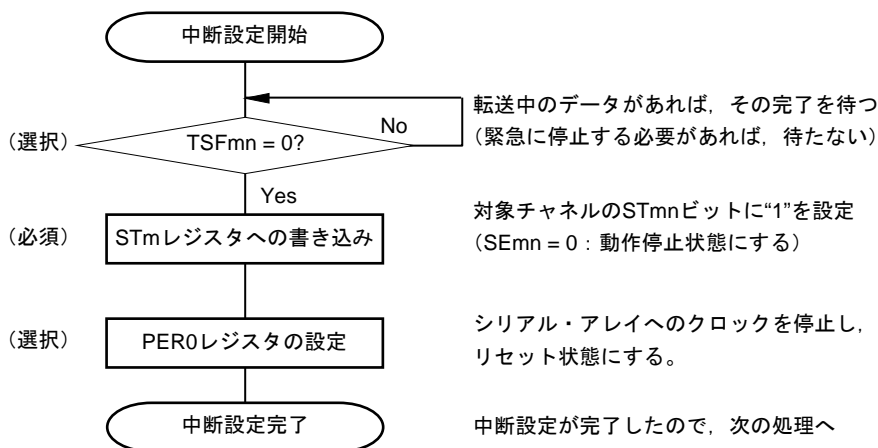 中断設定開始
転送中のデータがあれば，その完了を待つ
（緊急に停止する必要があれば，待たない）
（選択）
TSFmn = 0?
No
Yes
（必須）
STmレジスタへの書き込み
対象チャネルのSTmnビットに“1”を設定
（SEmn = 0：動作停止状態にする）
（選択）
PER0レジスタの設定
シリアル・アレイへのクロックを停止し，
リセット状態にする。
中断設定完了
中断設定が完了したので，次の処理へ